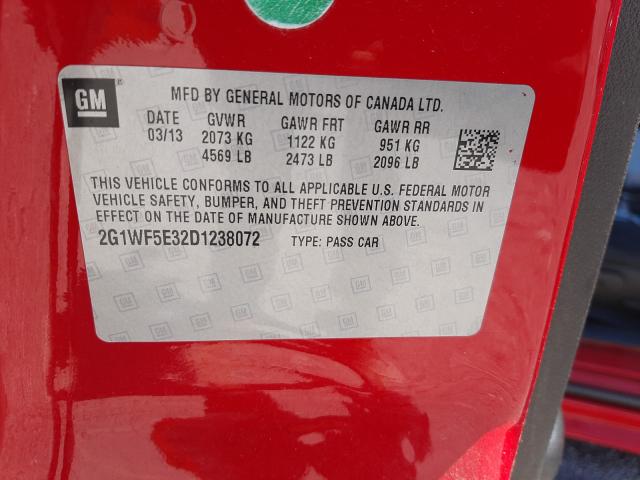 GM
®
MFD BY GENERAL MOTORS OF CANADA LTD.
DATE GVWR GAWR FRT GAWR RR
03/13 2073 KG 1122 KG 951 KG
4569 LB 2473 LB 2096 LB
THIS VEHICLE CONFORMS TO ALL APPLICABLE U.S. FEDERAL MOTOR
VEHICLE SAFETY, BUMPER, AND THEFT PREVENTION STANDARDS IN
EFFECT ON THE DATE OF MANUFACTURE SHOWN ABOVE.
2G1WF5E32D1238072 TYPE: PASS CAR